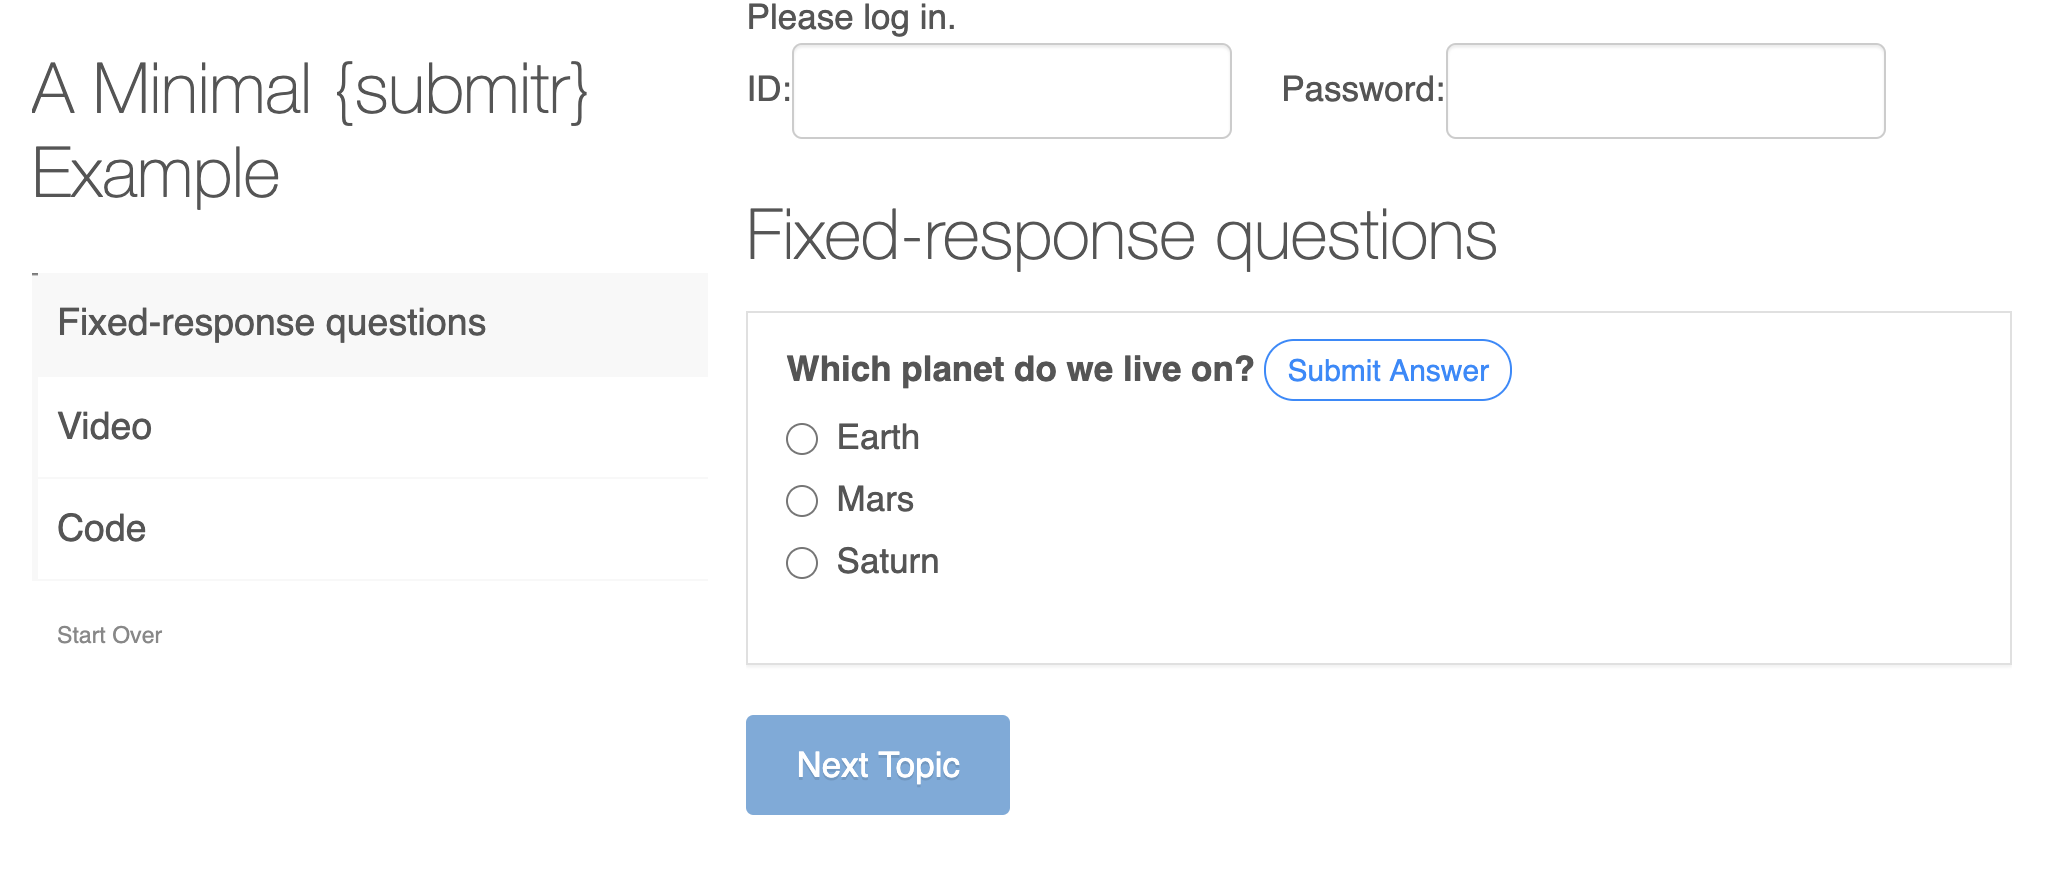 A Minimal {submitr}
Example
Fixed-response questions
Video
Code
Start Over
Please log in.
ID: Password:
Fixed-response questions
Which planet do we live on? Submit Answer
Earth
Mars
Saturn
Next Topic